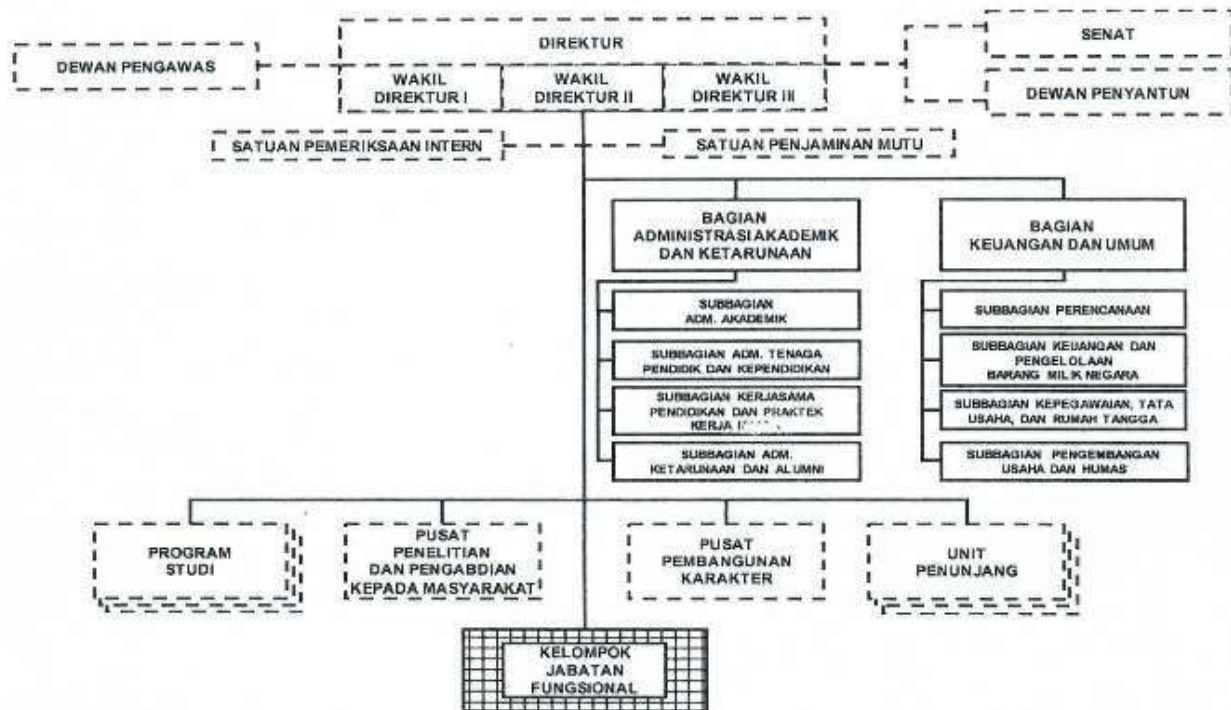 DIREKTUR
SENAT
DEWAN PENGAWAS
WAKIL
DIREKTUR I
WAKIL
DIREKTUR II
WAKIL
DIREKTUR III
DEWAN PENYANTUN
SATUAN PEMERIKSAAN INTERN
SATUAN PENJAMINAN MUTU
BAGIAN
ADMINISTRASI AKADEMIK
DAN KETARUNAAN
BAGIAN
KEUANGAN DAN UMUM
SUBBAGIAN
ADM. AKADEMIK
SUBBAGIAN ADM. TENAGA
PENDIDIK DAN KEPENDIDIKAN
SUBBAGIAN KERJASAMA
PENDIDIKAN DAN PRAKTEK
KERJA
SUBBAGIAN ADM.
KETARUNAAN DAN ALUMNI
SUBBAGIAN PERENCANAAN
SUBBAGIAN KEUANGAN DAN
PENGELOLAAN
BARANG MILIK NEGARA
SUBBAGIAN KEPEGAWAIAN, TATA
USAHA, DAN RUMAH TANGGA
SUBBAGIAN PENGEMBANGAN
USAHA DAN HUMAS
PROGRAM
STUDI
PUSAT
PENELITIAN
DAN PENGABDIAN
KEPADA MASYARAKAT
PUSAT
PEMBANGUNAN
KARAKTER
UNIT
PENUNJANG
KELOMPOK
JABATAN
FUNGSIONAL